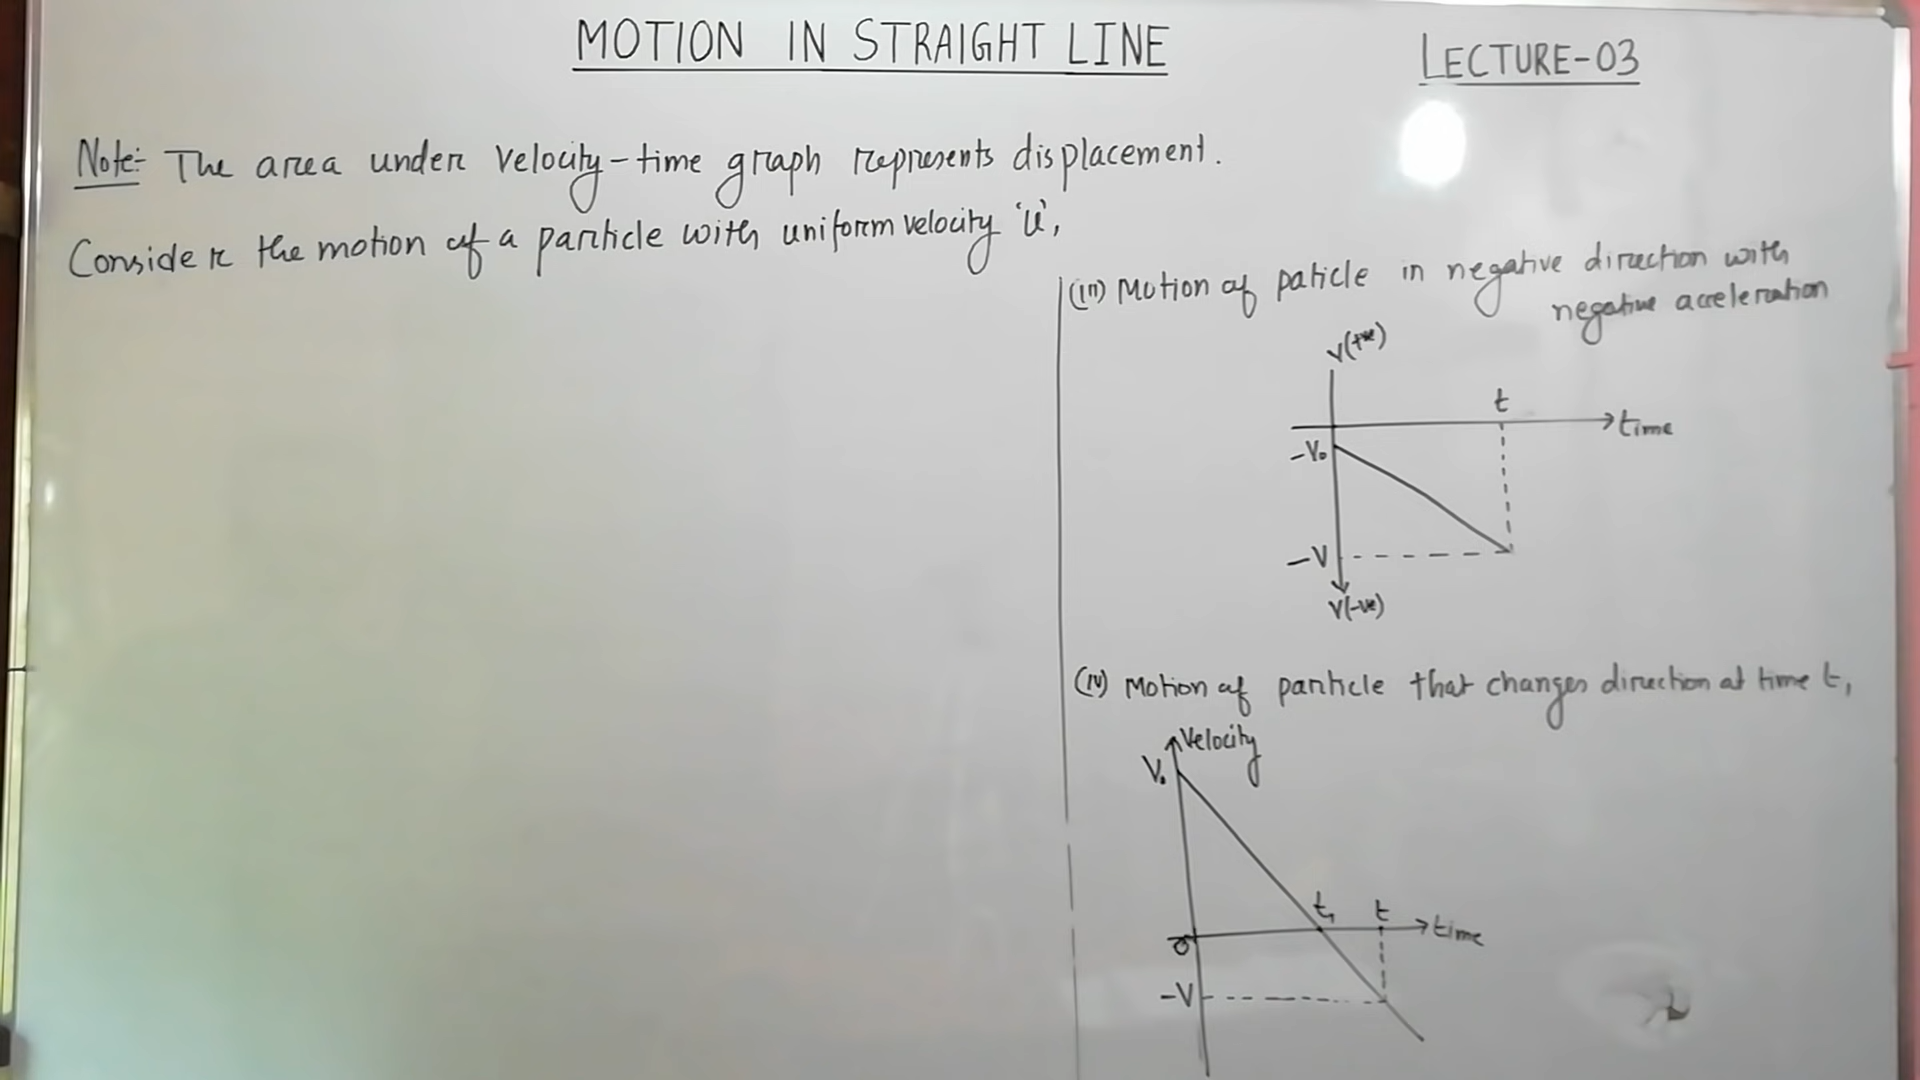 MOTION IN STRAIGHT LINE
LECTURE-03
Note:- The area under velocity-time graph represents displacement.
Consider the motion of a particle with uniform velocity 'u',
(iii) Motion of paticle in negative direction with
negative acceleration
V(+ve)
t
time
-V₀
-V
V(-ve)
(iv) Motion of particle that changes direction at time t₁
Velocity
V₀
t₁
t
time
O
-V